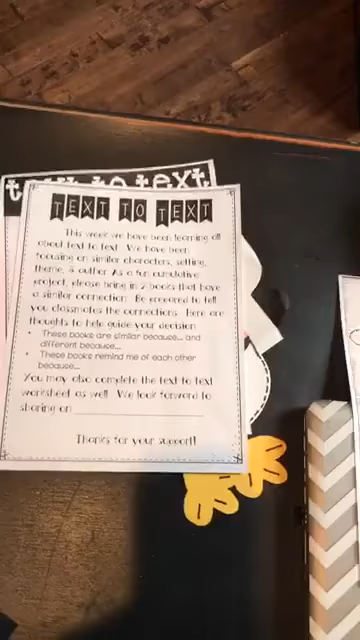 text to text
TEXT TO TEXT
This week we have been learning all
about text to text. We have been
focusing on similar characters, setting,
theme, & author. As a fun cumulative
project, please bring in 2 books that have
a similar connection. Be prepared to tell
you classmates the connections. Here are
thoughts to help guide your decision
• These books are similar because.... and
different because....
• These books remind me of each other
because....
You may also complete the text to text
worksheet as well. We look forward to
sharing on
Thanks for your support!!